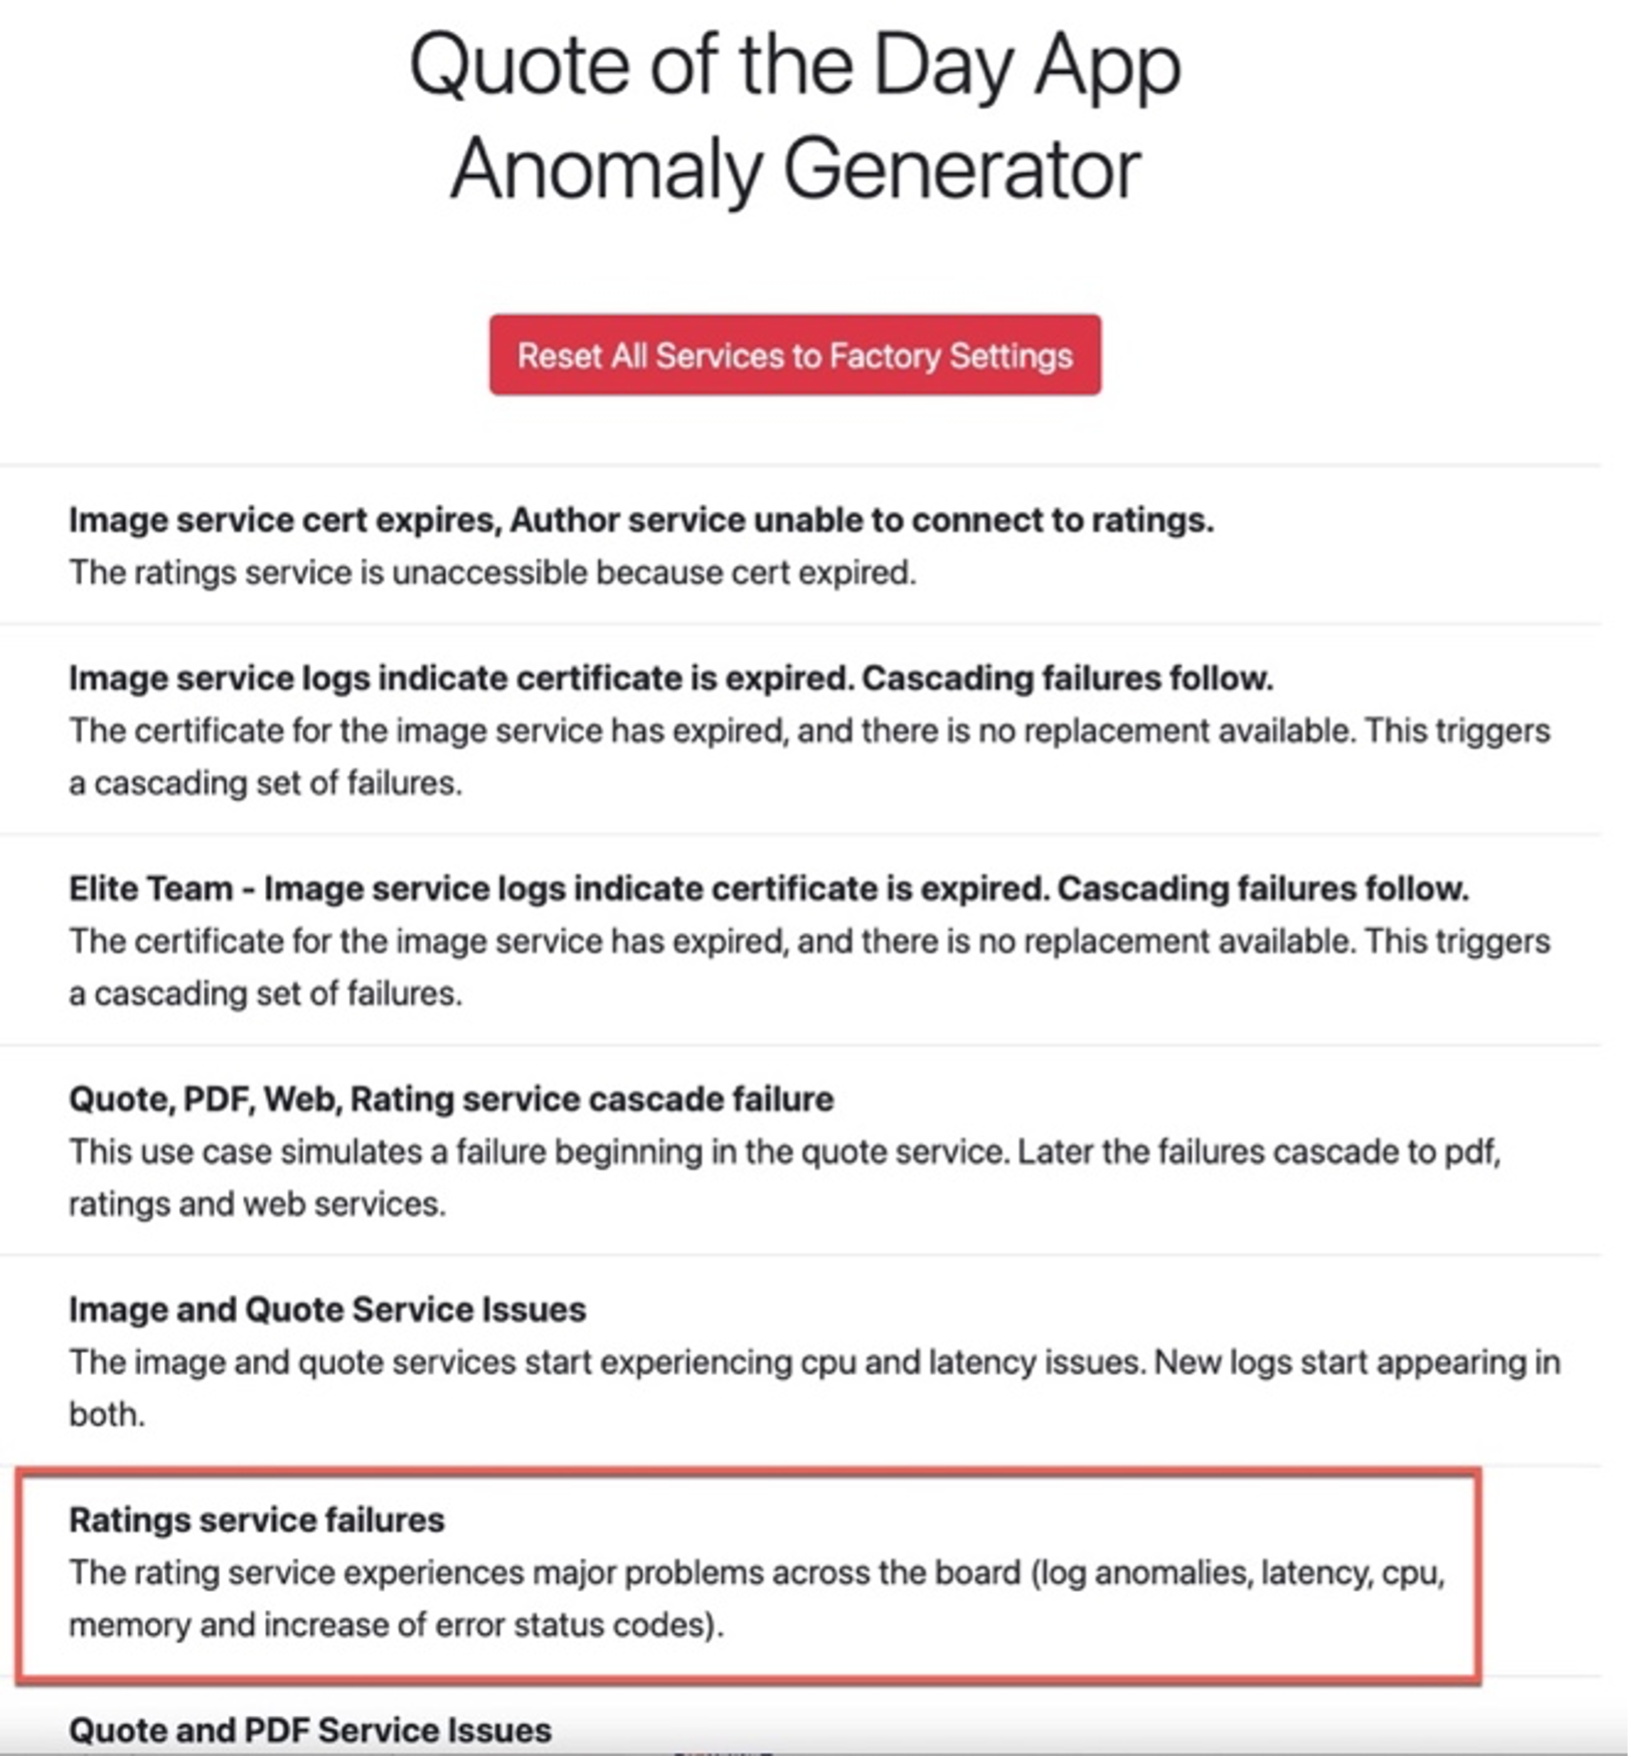 Quote of the Day App
Anomaly Generator
Reset All Services to Factory Settings
Image service cert expires, Author service unable to connect to ratings.
The ratings service is unaccessible because cert expired.
Image service logs indicate certificate is expired. Cascading failures follow.
The certificate for the image service has expired, and there is no replacement available. This triggers
a cascading set of failures.
Elite Team - Image service logs indicate certificate is expired. Cascading failures follow.
The certificate for the image service has expired, and there is no replacement available. This triggers
a cascading set of failures.
Quote, PDF, Web, Rating service cascade failure
This use case simulates a failure beginning in the quote service. Later the failures cascade to pdf,
ratings and web services.
Image and Quote Service Issues
The image and quote services start experiencing cpu and latency issues. New logs start appearing in
both.
Ratings service failures
The rating service experiences major problems across the board (log anomalies, latency, cpu,
memory and increase of error status codes).
Quote and PDF Service Issues